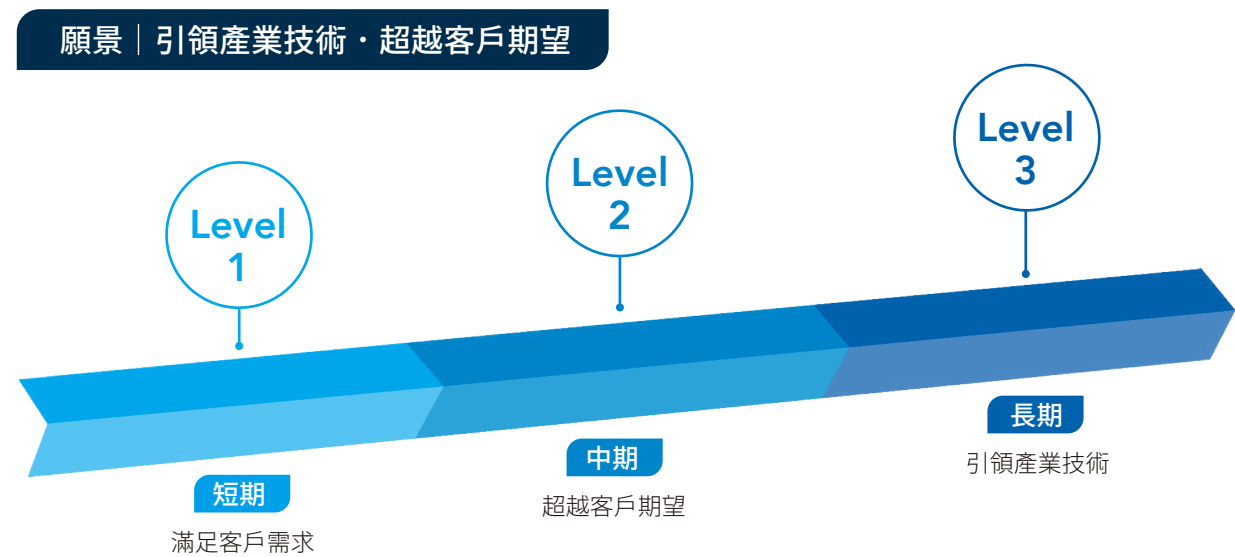 願景｜引領產業技術・超越客戶期望
Level
1
短期
滿足客戶需求
Level
2
中期
超越客戶期望
Level
3
長期
引領產業技術